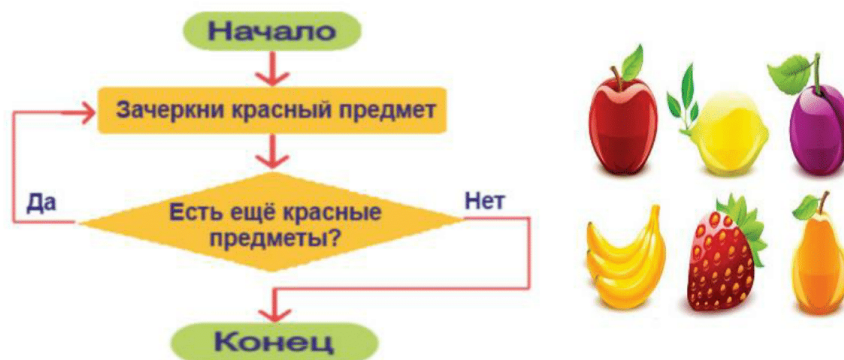 Начало
Зачеркни красный предмет
Да
Есть ещё красные
предметы?
Нет
Конец